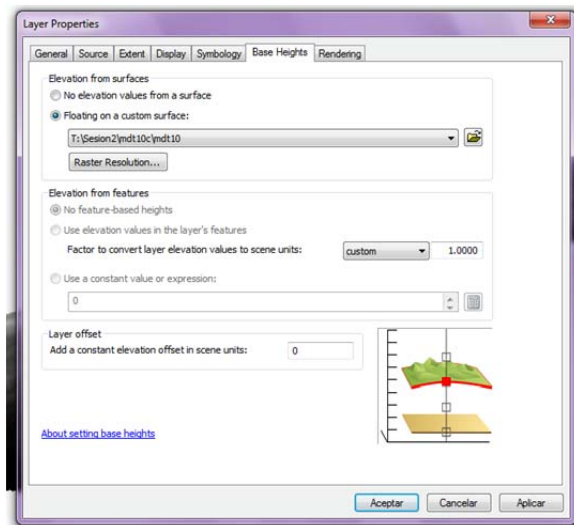 Layer Properties
General Source Extent Display Symbology Base Heights Rendering
Elevation from surfaces
No elevation values from a surface
Floating on a custom surface:
T:\Sesion2\mdt10c\mdt10
Raster Resolution...
Elevation from features
No feature-based heights
Use elevation values in the layer's features
Factor to convert layer elevation values to scene units: custom 1.0000
Use a constant value or expression:
0
Layer offset
Add a constant elevation offset in scene units: 0
About setting base heights
Aceptar Cancelar Aplicar